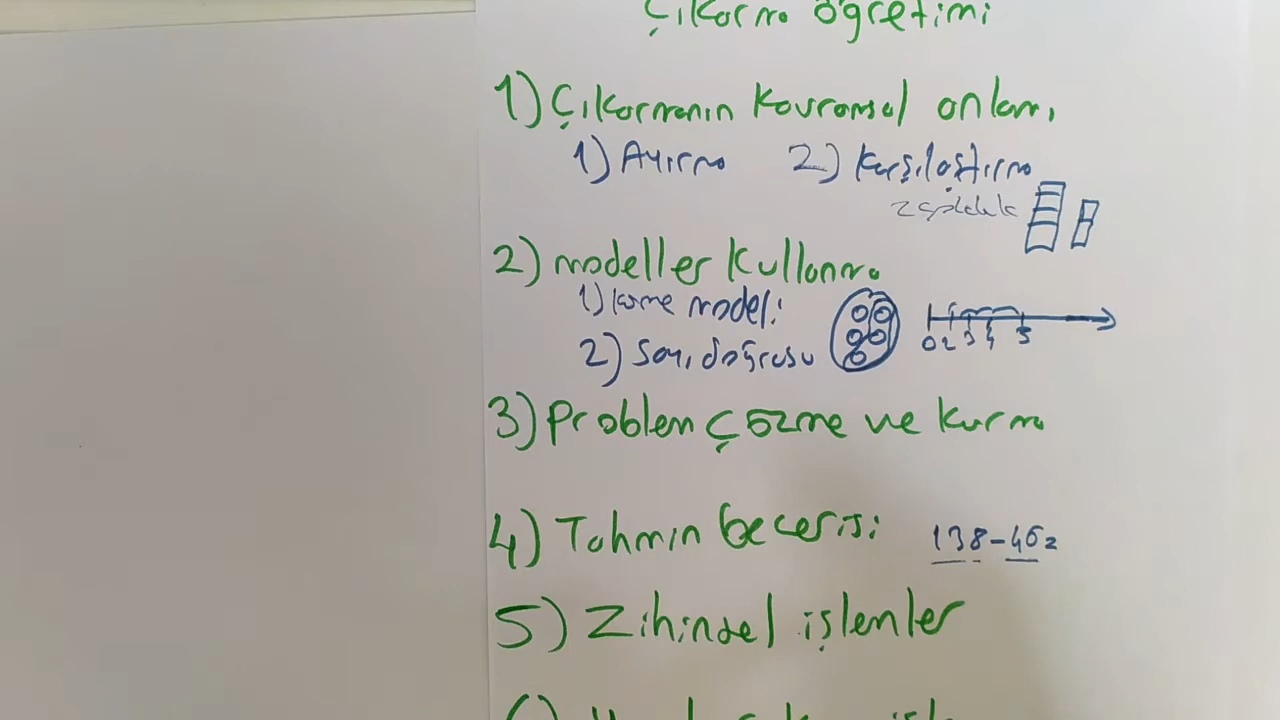 Çıkarma öğretimi
1) Çıkarmanın kavramsal anlamı
1) Ayırma 2) Karşılaştırma
2) modeller kullanma
1) küme modeli
2) sayı doğrusu
0 2 3 4 5
3) Problem çözme ve kurma
4) Tahmin becerisi 138-46=
5) Zihinsel işlemler